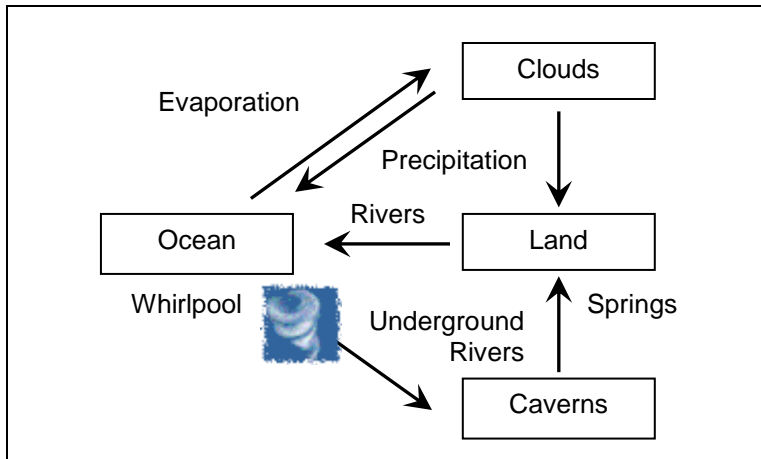 Clouds
Evaporation
Precipitation
Rivers
Ocean
Land
Whirlpool
Underground
Rivers
Springs
Caverns